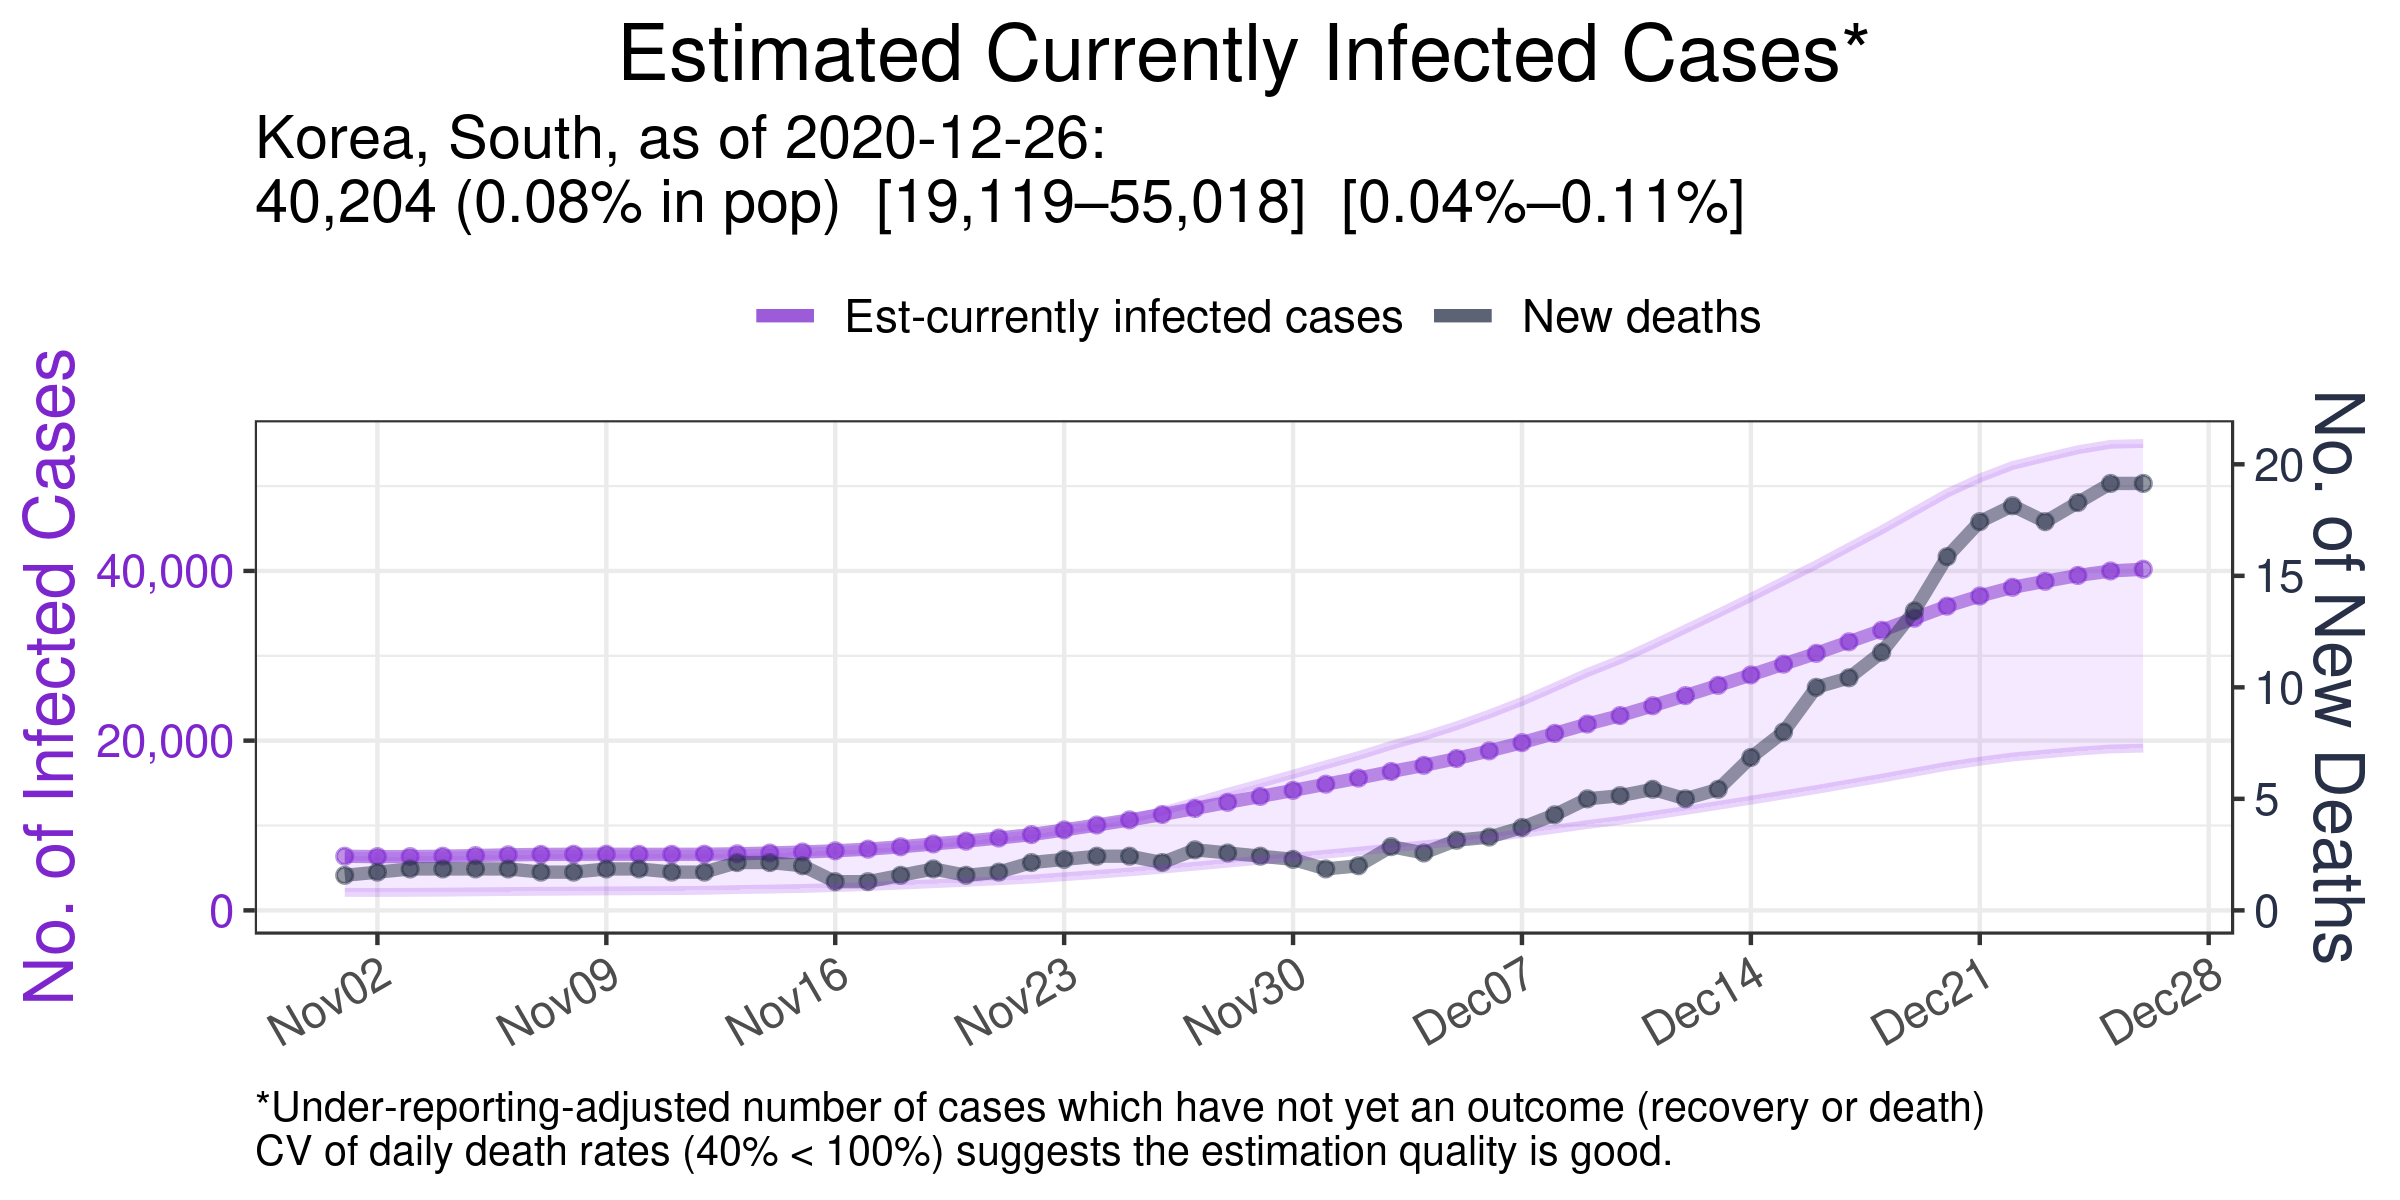 Estimated Currently Infected Cases*
Korea, South, as of 2020-12-26:
40,204 (0.08% in pop)  [19,119–55,018]  [0.04%–0.11%]
Est-currently infected cases
New deaths
No. of Infected Cases
40,000
20,000
0
No. of New Deaths
20
15
10
5
0
Nov02
Nov09
Nov16
Nov23
Nov30
Dec07
Dec14
Dec21
Dec28
*Under-reporting-adjusted number of cases which have not yet an outcome (recovery or death)
CV of daily death rates (40% < 100%) suggests the estimation quality is good.